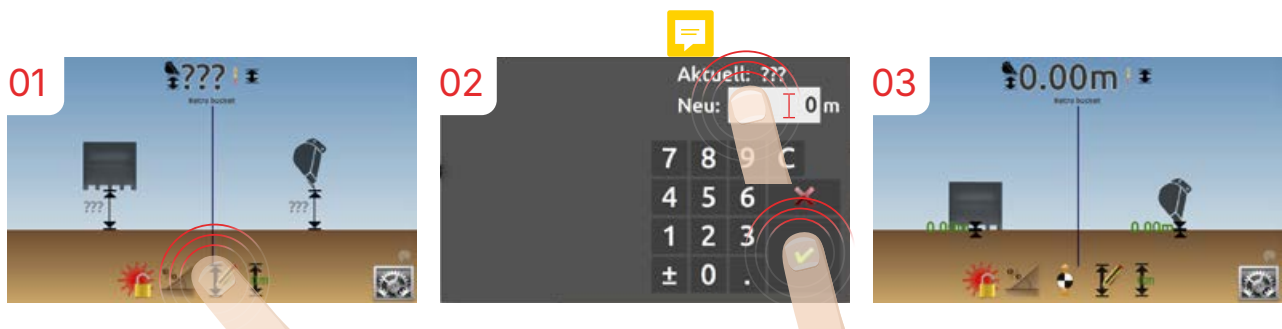 01
???
Retro bucket
???
???
02
Aktuell: ???
Neu: 0 m
7 8 9 C
4 5 6
1 2 3
± 0 .
03
0.00m
Retro bucket
0.00m
0.00m